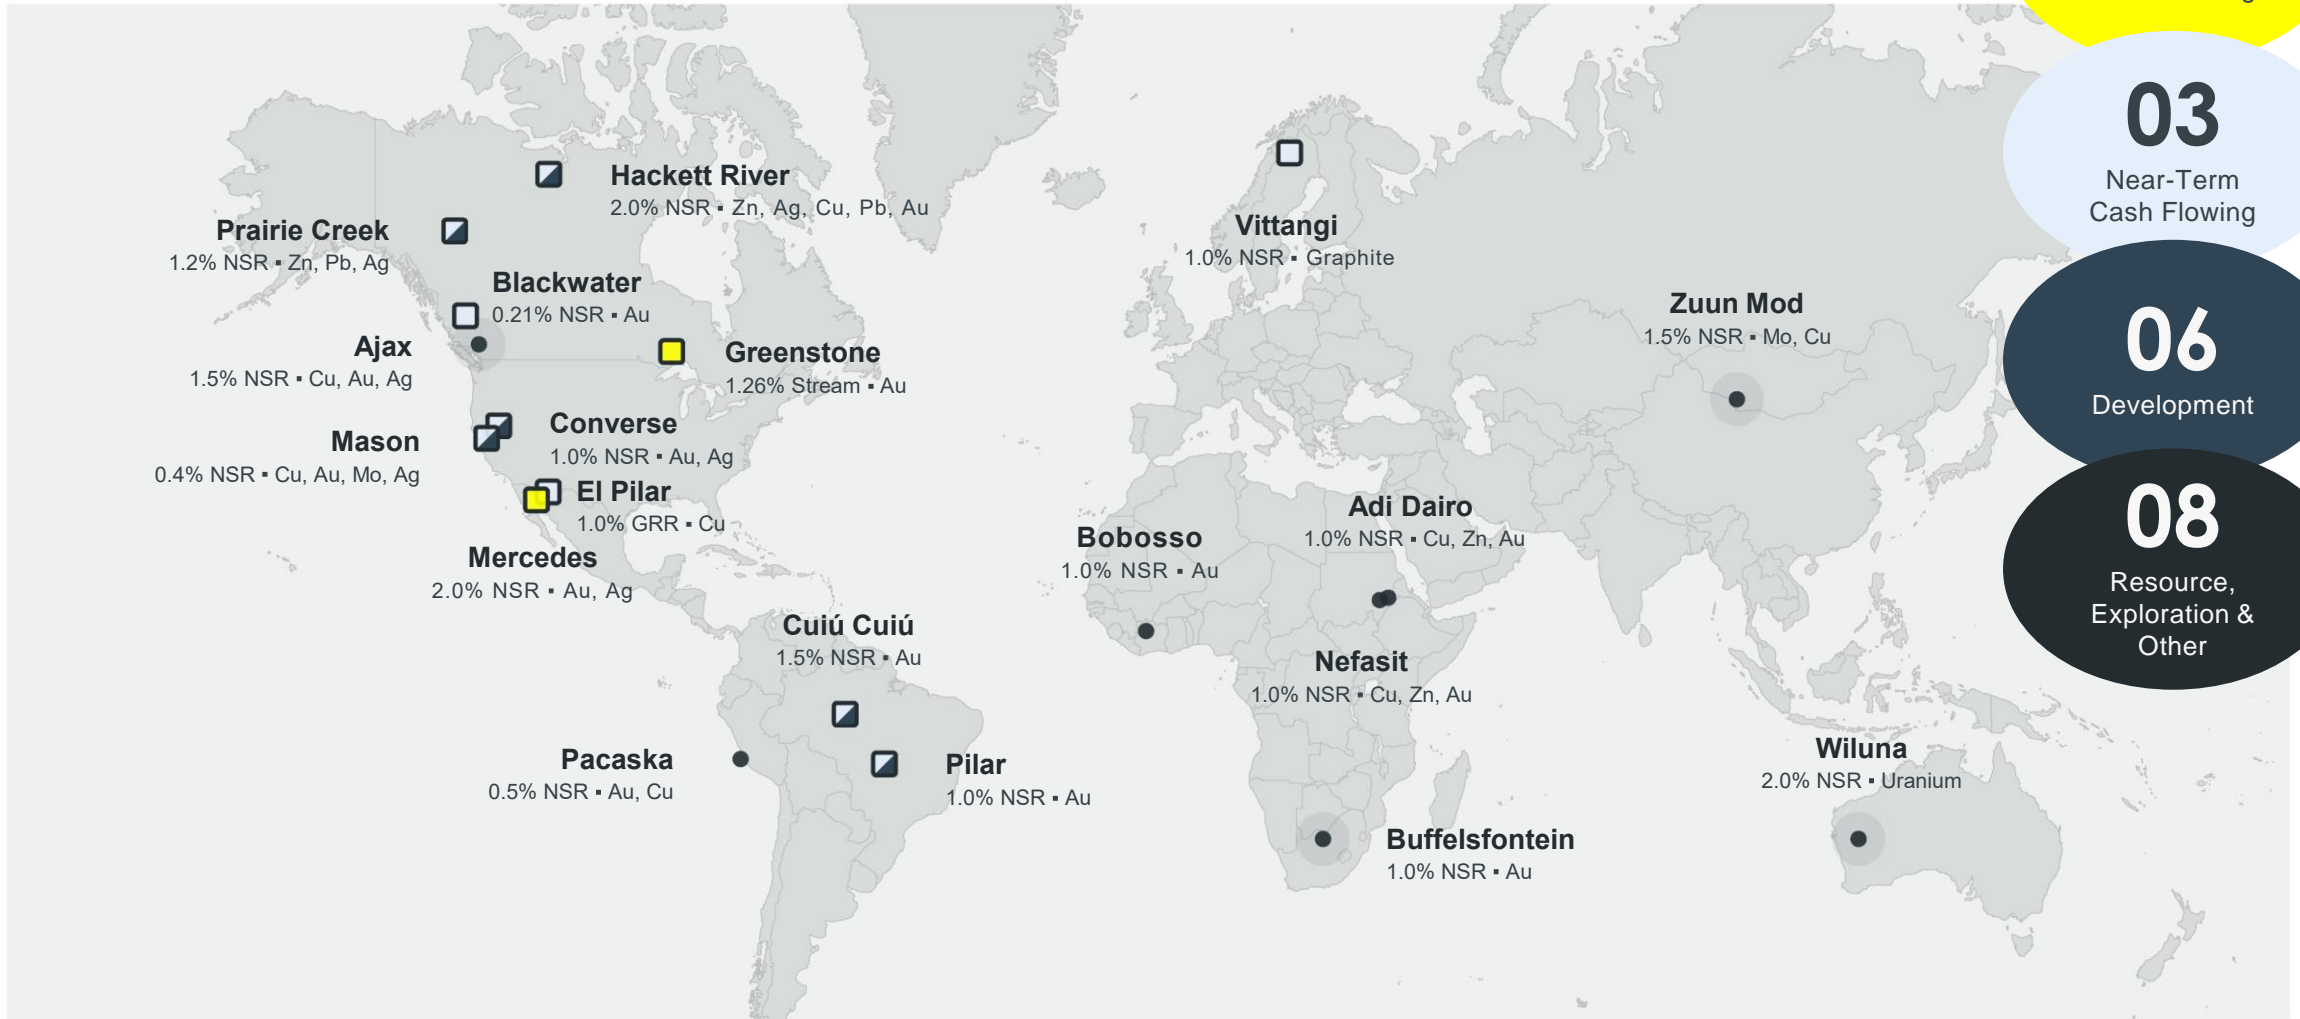 03
Near-Term
Cash Flowing
06
Development
08
Resource,
Exploration &
Other
Hackett River
2.0% NSR ▪ Zn, Ag, Cu, Pb, Au
Prairie Creek
1.2% NSR ▪ Zn, Pb, Ag
Blackwater
0.21% NSR ▪ Au
Ajax
1.5% NSR ▪ Cu, Au, Ag
Greenstone
1.26% Stream ▪ Au
Converse
1.0% NSR ▪ Au, Ag
Mason
0.4% NSR ▪ Cu, Au, Mo, Ag
El Pilar
1.0% GRR ▪ Cu
Mercedes
2.0% NSR ▪ Au, Ag
Cuiú Cuiú
1.5% NSR ▪ Au
Pacaska
0.5% NSR ▪ Au, Cu
Pilar
1.0% NSR ▪ Au
Vittangi
1.0% NSR ▪ Graphite
Zuun Mod
1.5% NSR ▪ Mo, Cu
Adi Dairo
1.0% NSR ▪ Cu, Zn, Au
Bobosso
1.0% NSR ▪ Au
Nefasit
1.0% NSR ▪ Cu, Zn, Au
Buffelsfontein
1.0% NSR ▪ Au
Wiluna
2.0% NSR ▪ Uranium